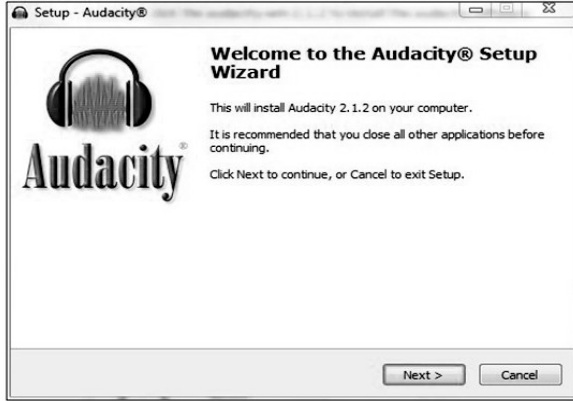 Setup - Audacity®
Welcome to the Audacity® Setup
Wizard
This will install Audacity 2.1.2 on your computer.
It is recommended that you close all other applications before
continuing.
Click Next to continue, or Cancel to exit Setup.
Audacity®
Next >
Cancel